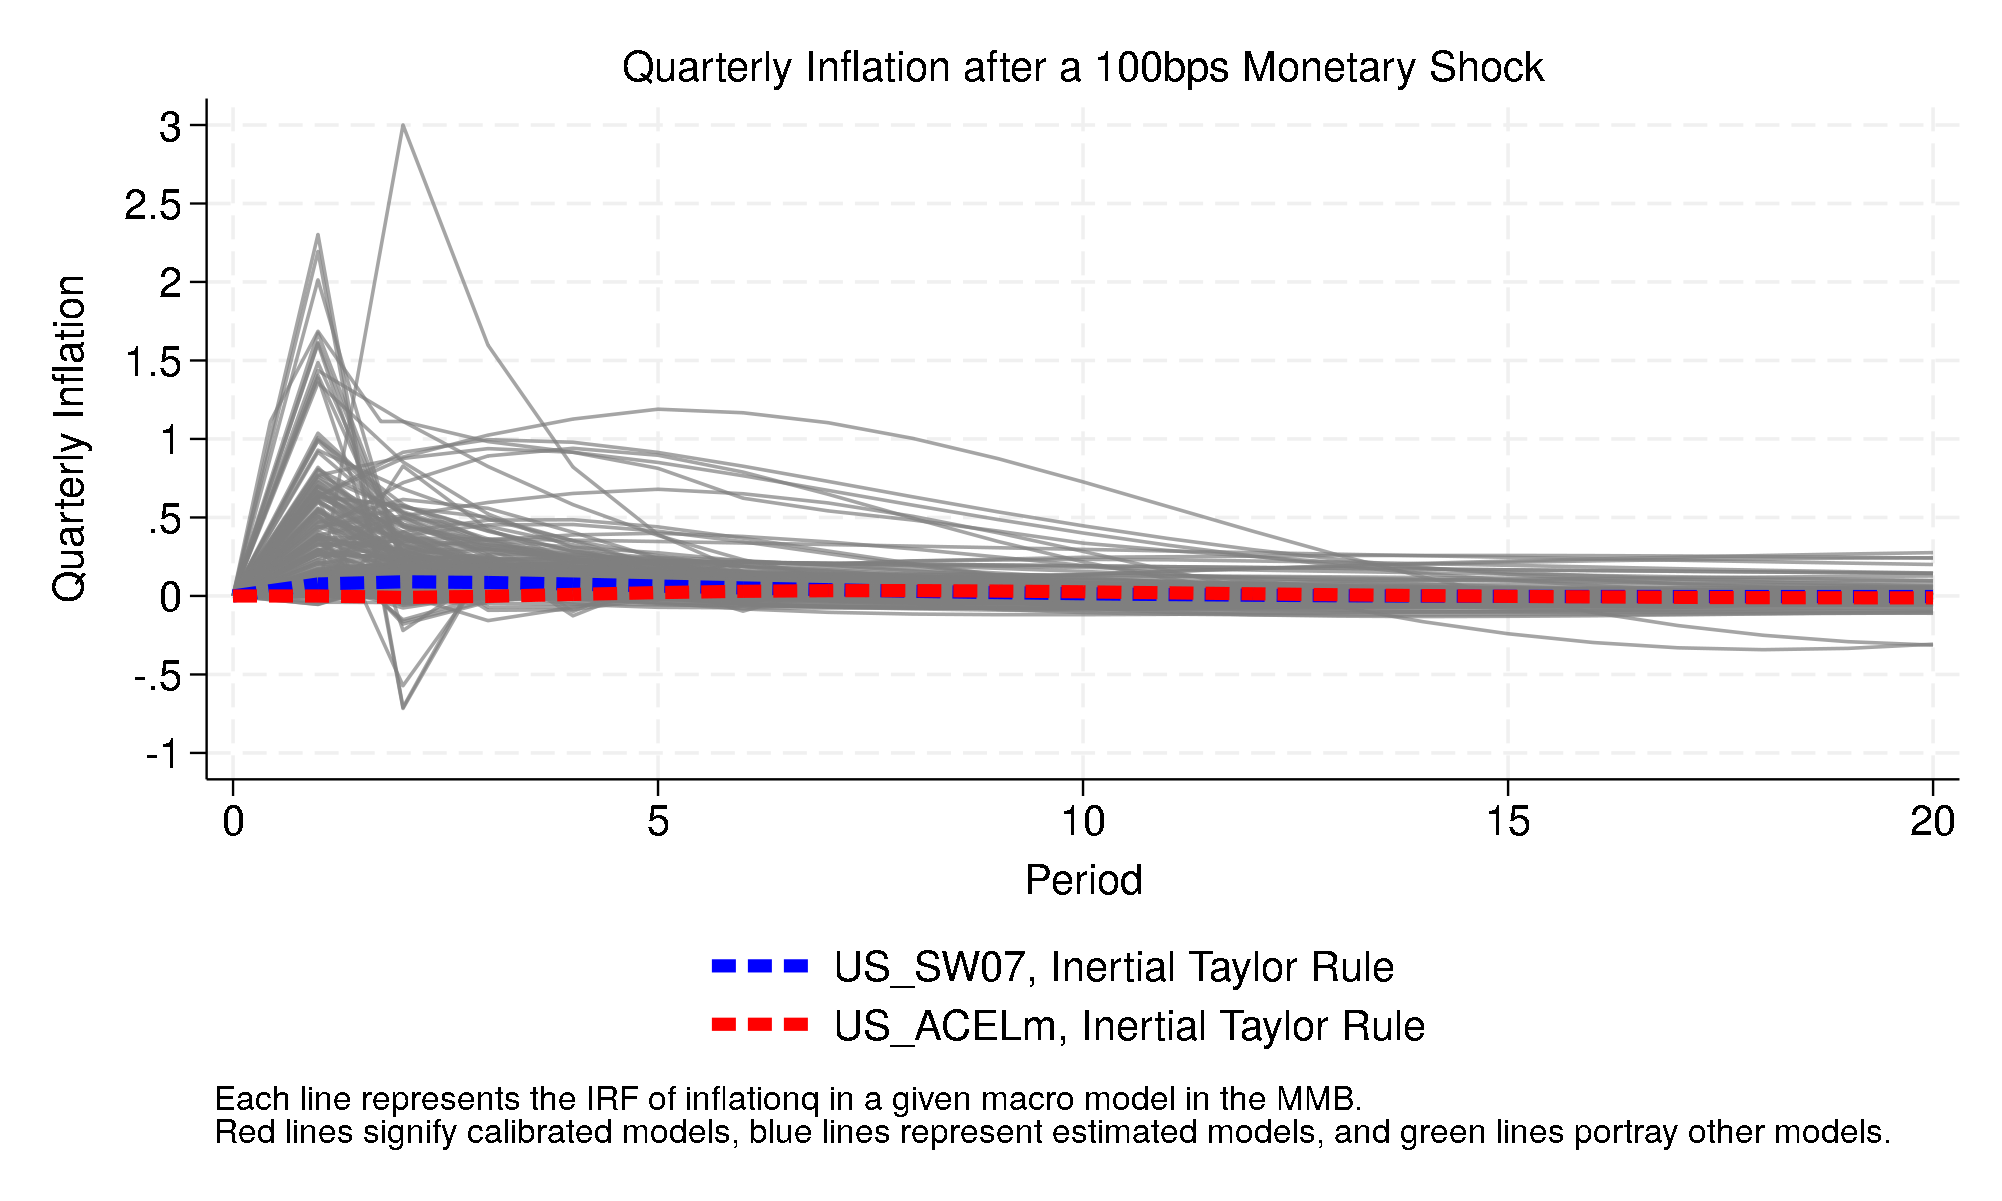 Quarterly Inflation after a 100bps Monetary Shock
Quarterly Inflation
3
2.5
2
1.5
1
.5
0
-.5
-1
0 5 10 15 20
Period
US_SW07, Inertial Taylor Rule
US_ACELm, Inertial Taylor Rule
Each line represents the IRF of inflationq in a given macro model in the MMB.
Red lines signify calibrated models, blue lines represent estimated models, and green lines portray other models.